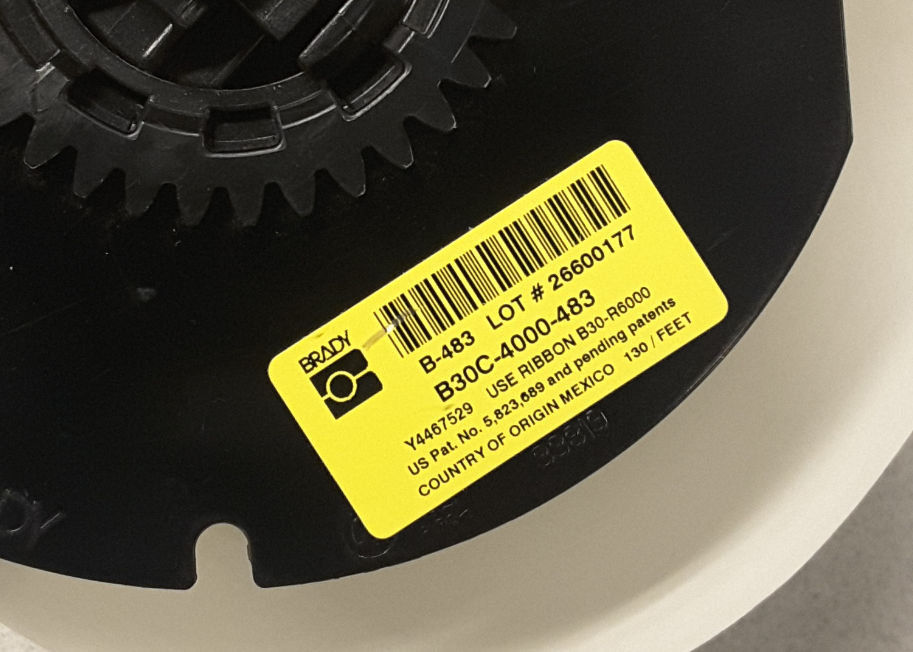 BRADY
B-483 LOT # 26600177
B30C-4000-483
Y4467529 USE RIBBON B30-R6000
US Pat. No. 5,823,689 and pending patents
COUNTRY OF ORIGIN MEXICO 130 / FEET